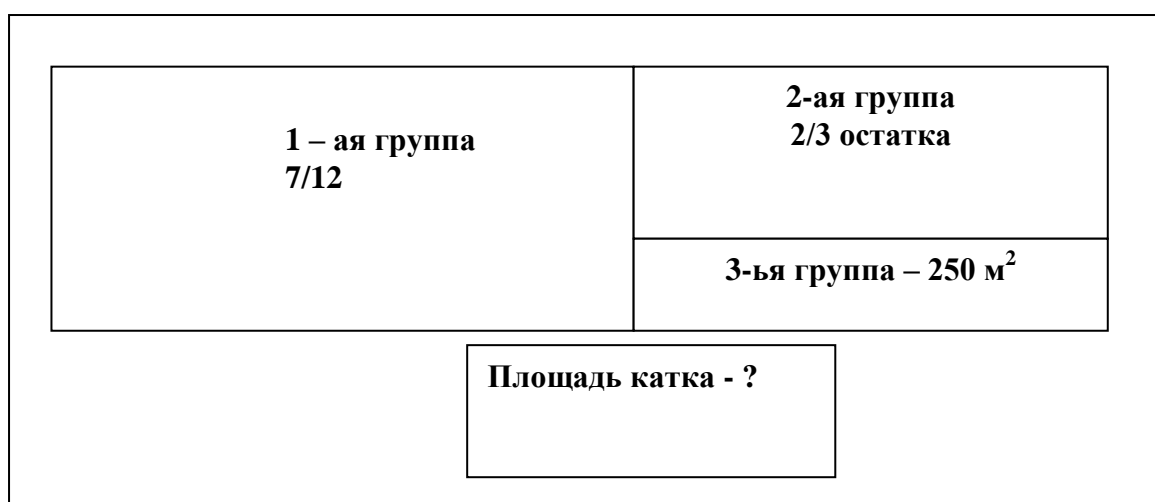 1 – ая группа
7/12
2-ая группа
2/3 остатка
3-ья группа – 250 м²
Площадь катка - ?